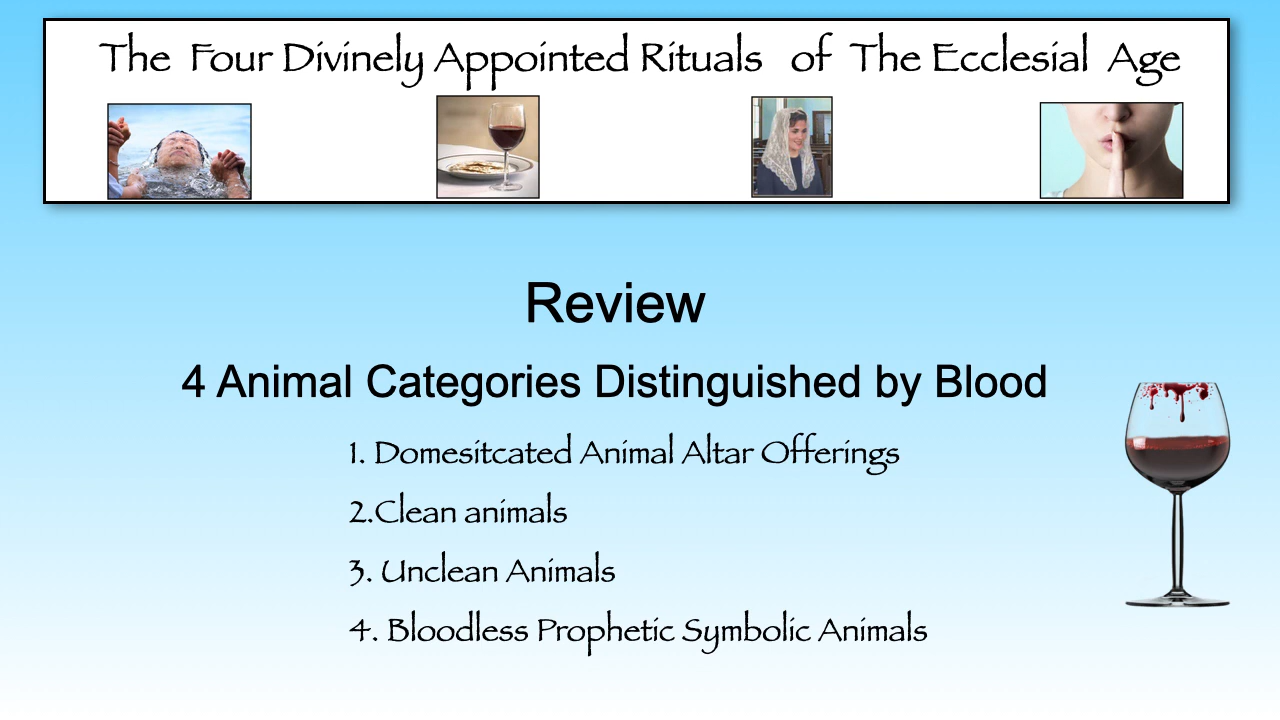 The Four Divinely Appointed Rituals of The Ecclesial Age
Review
4 Animal Categories Distinguished by Blood
1. Domesitcated Animal Altar Offerings
2.Clean animals
3. Unclean Animals
4. Bloodless Prophetic Symbolic Animals